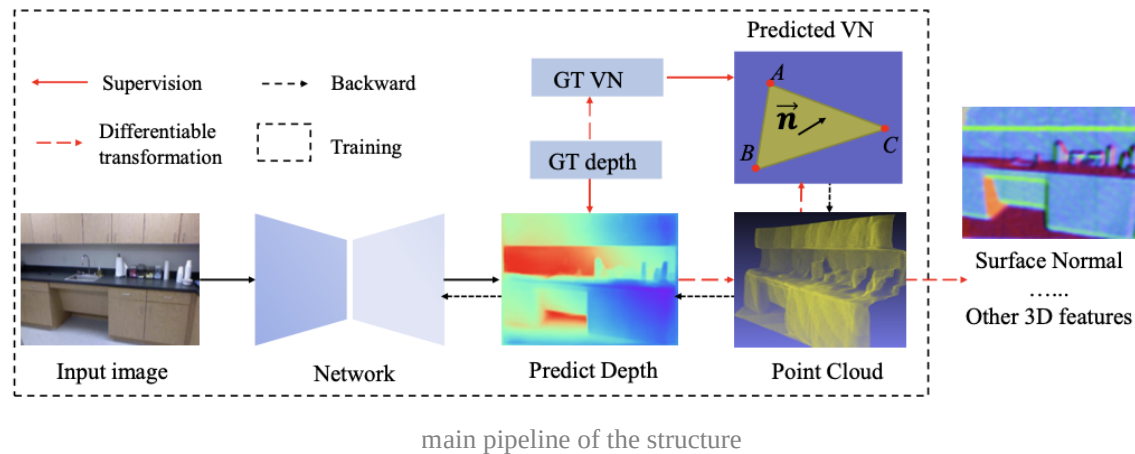 Predicted VN
Supervision
Backward
GT VN
A
n
Differentiable
transformation
Training
GT depth
B
C
Surface Normal
......
Other 3D features
Input image
Network
Predict Depth
Point Cloud
main pipeline of the structure